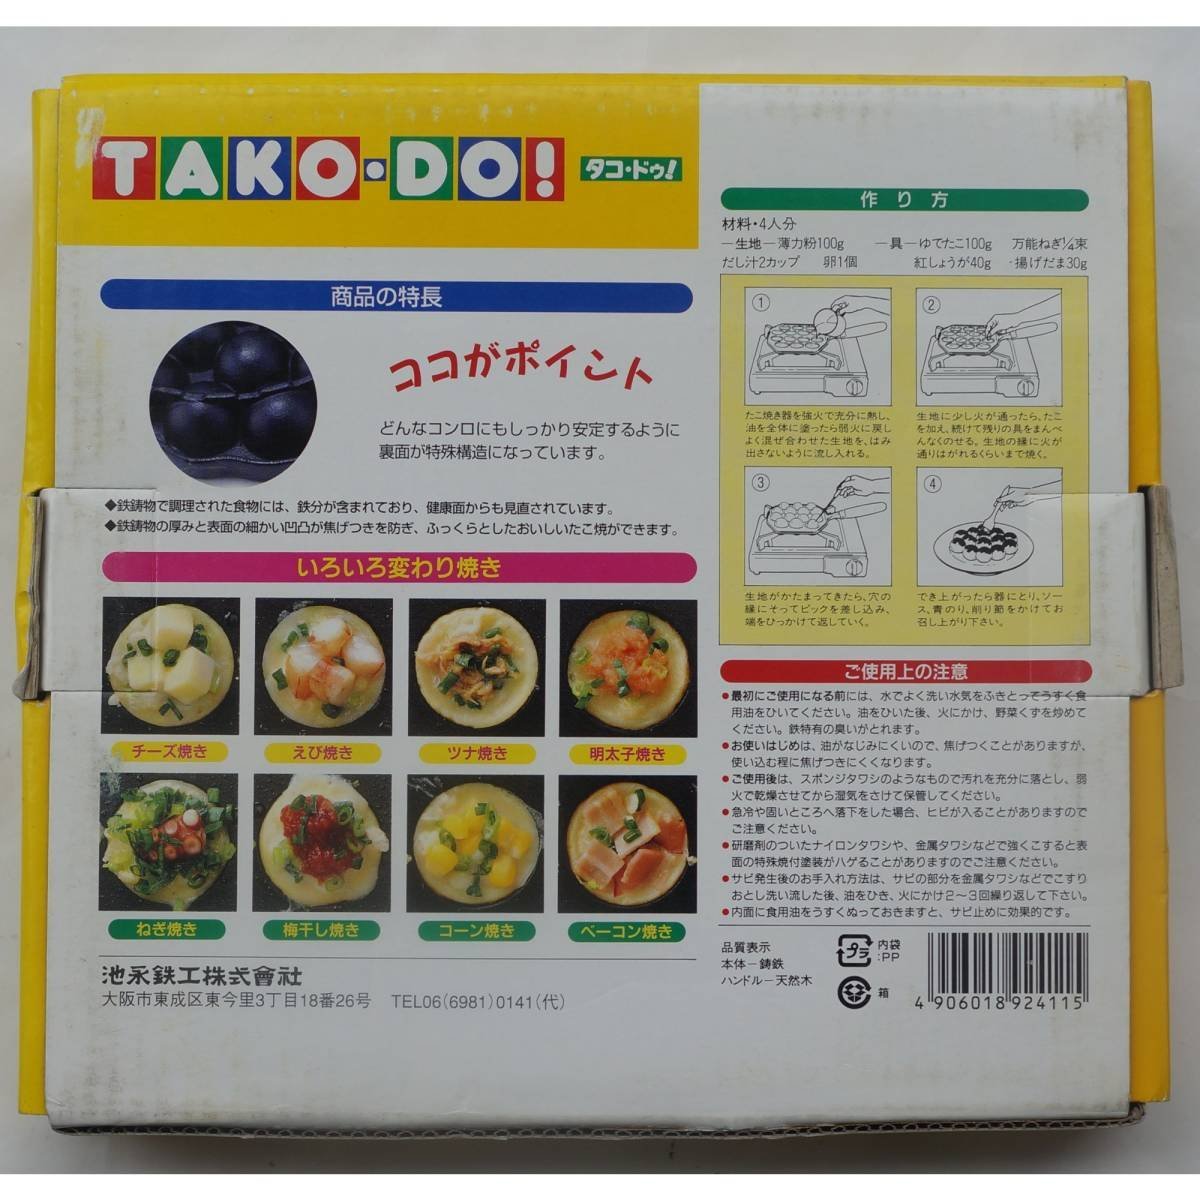 TAKO・DO!
タコ・ドゥ!
商品の特長
ココがポイント
どんなコンロにもしっかり安定するように
裏面が特殊構造になっています。
◆鉄鋳物で調理された食物には、鉄分が含まれており、健康面からも見直されています。
◆鉄鋳物の厚みと表面の細かい凹凸が焦げつきを防ぎ、ふっくらとしたおいしいたこ焼ができます。
いろいろ変わり焼き
チーズ焼き
えび焼き
ツナ焼き
明太子焼き
ねぎ焼き
梅干し焼き
コーン焼き
ベーコン焼き
池永鉄工株式會社
大阪市東成区東今里3丁目18番26号 TEL06(6981)0141(代)
作り方
材料・4人分
―生地―薄力粉100g ―具―ゆでたこ100g 万能ねぎ1/4束
だし汁2カップ 卵1個 紅しょうが40g ・揚げだま30g
①
たこ焼き器を強火で充分に熱し、
油を全体に塗ったら弱火に戻し
よく混ぜ合わせた生地を、はみ
出さないように流し入れる。
②
生地に少し火が通ったら、たこ
を加え、続けて残りの具をまんべ
んなくのせる。生地の縁に火が
通りはがれるくらいまで焼く。
③
生地がかたまってきたら、穴の
縁にそってピックを差し込み、
端をひっかけて返していく。
④
でき上がったら器にとり、ソー
ス、青のり、削り節をかけてお
召し上がり下さい。
ご使用上の注意
●最初にご使用になる前には、水でよく洗い水気をふきとってうすく食
用油をひいてください。油をひいた後、火にかけ、野菜くずを炒めて
ください。鉄特有の臭いがとれます。
●お使いはじめは、油がなじみにくいので、焦げつくことがありますが、
使い込む程に焦げつきにくくなります。
●ご使用後は、スポンジタワシのようなもので汚れを充分に落とし、弱
火で乾燥させてから湿気をさけて保管してください。
●急冷や固いところへ落下をした場合、ヒビが入ることがありますので
ご注意ください。
●研磨剤のついたナイロンタワシや、金属タワシなどで強くこすると表
面の特殊焼付塗装がハゲることがありますのでご注意ください。
●サビ発生後のお手入れ方法は、サビの部分を金属タワシなどでこすり
おとし洗い流した後、油をひき、火にかけ2〜3回繰り返して下さい。
●内面に食用油をうすくぬっておきますと、サビ止めに効果的です。
品質表示
本体―鋳鉄
ハンドル―天然木
プラ
内袋
:PP
箱
4 906018 924115